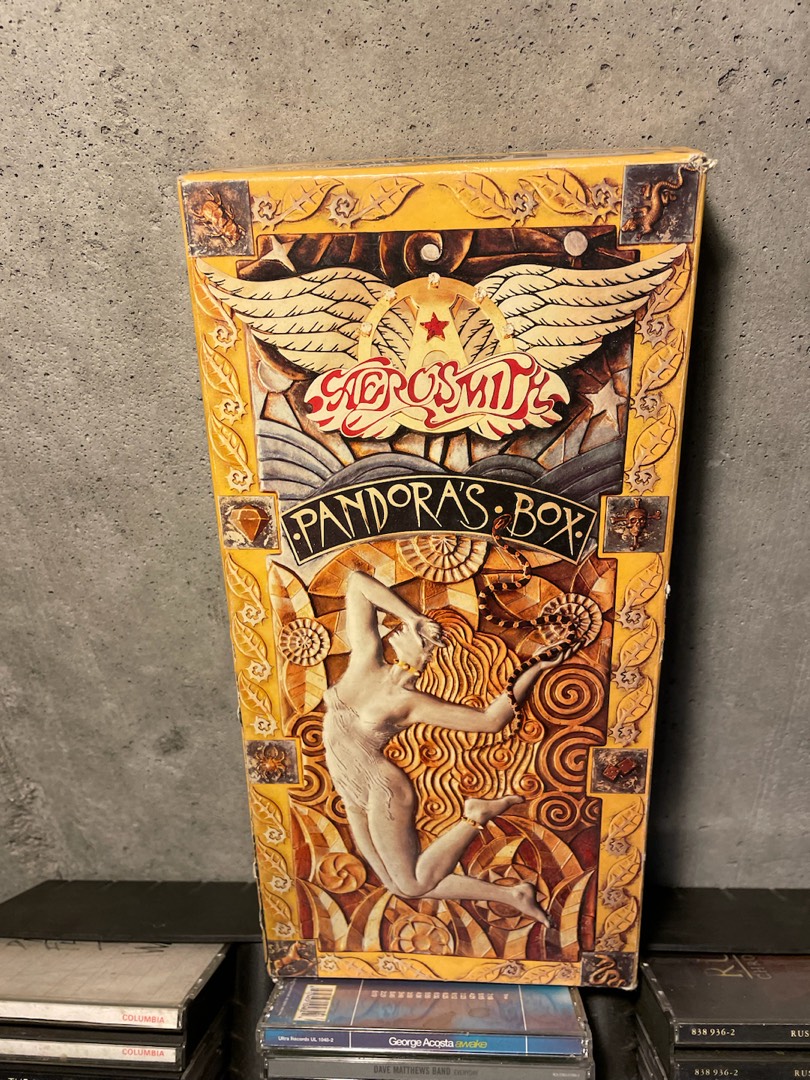 AEROSMITH
PANDORA'S BOX
COLUMBIA
COLUMBIA
Ultra Records UL 1040-2
George Acosta awake
DAVE MATTHEWS BAND EVERYDAY
838 936-2
RUS
838 936-2
RUS